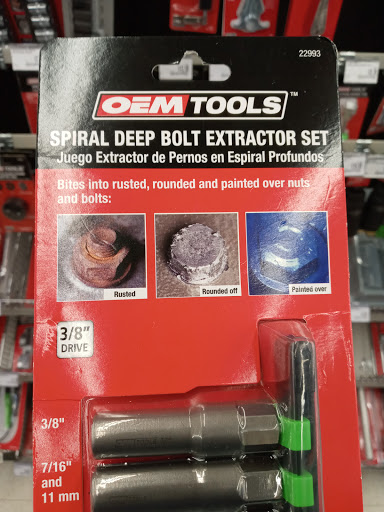 22993
OEMTOOLS™
SPIRAL DEEP BOLT EXTRACTOR SET
Juego Extractor de Pernos en Espiral Profundos
Bites into rusted, rounded and painted over nuts
and bolts:
Rusted
Rounded off
Painted over
3/8"
DRIVE
3/8"
7/16"
and
11 mm